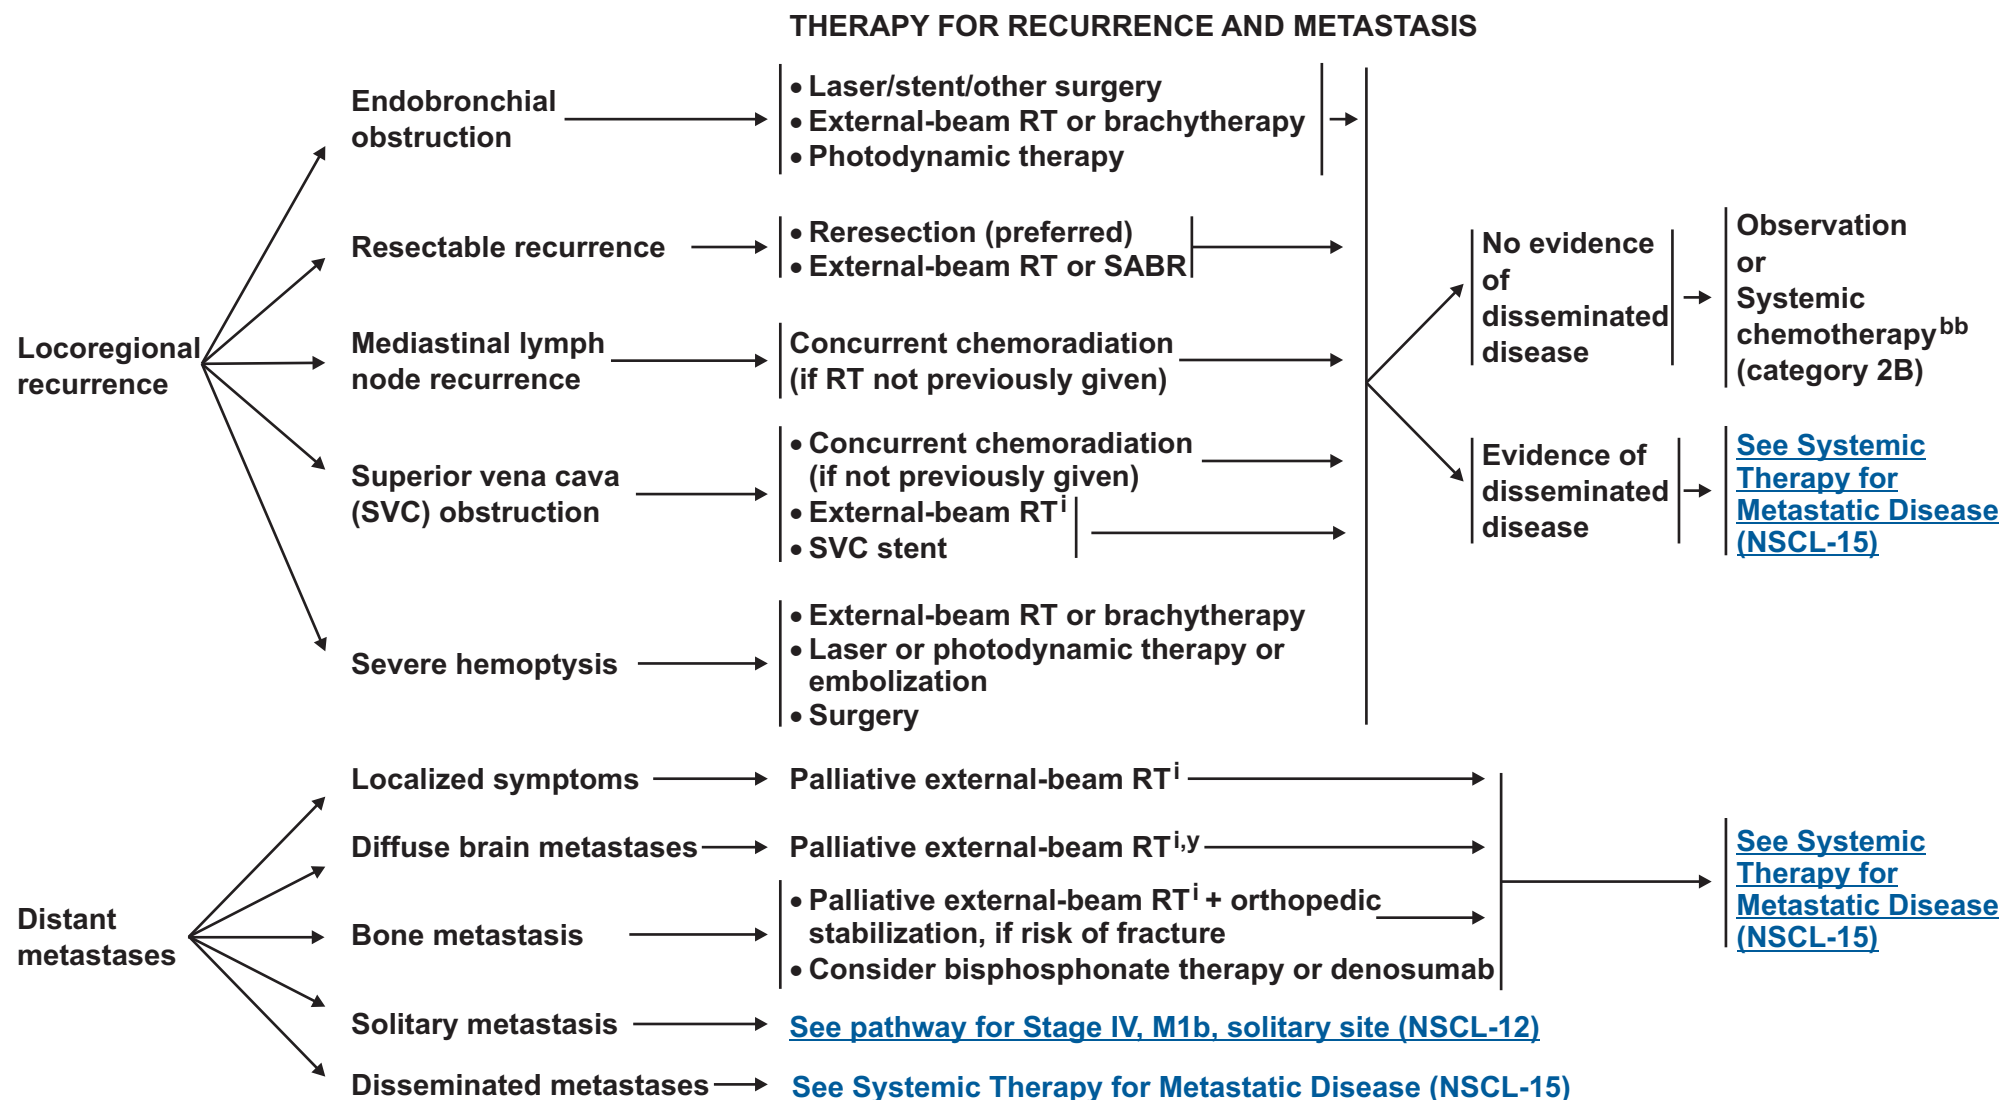 THERAPY FOR RECURRENCE AND METASTASIS
Locoregional
recurrence
Endobronchial
obstruction
• Laser/stent/other surgery
• External-beam RT or brachytherapy
• Photodynamic therapy
Resectable recurrence
• Reresection (preferred)
• External-beam RT or SABR
Mediastinal lymph
node recurrence
Concurrent chemoradiation
(if RT not previously given)
Superior vena cava
(SVC) obstruction
• Concurrent chemoradiation
(if not previously given)
• External-beam RTⁱ
• SVC stent
Severe hemoptysis
• External-beam RT or brachytherapy
• Laser or photodynamic therapy or
embolization
• Surgery
No evidence
of
disseminated
disease
Observation
or
Systemic
chemotherapyᵇᵇ
(category 2B)
Evidence of
disseminated
disease
See Systemic
Therapy for
Metastatic Disease
(NSCL-15)
Distant
metastases
Localized symptoms
Palliative external-beam RTⁱ
Diffuse brain metastases
Palliative external-beam RTⁱ,ʸ
Bone metastasis
• Palliative external-beam RTⁱ + orthopedic
stabilization, if risk of fracture
• Consider bisphosphonate therapy or denosumab
See Systemic
Therapy for
Metastatic Disease
(NSCL-15)
Solitary metastasis
See pathway for Stage IV, M1b, solitary site (NSCL-12)
Disseminated metastases
See Systemic Therapy for Metastatic Disease (NSCL-15)